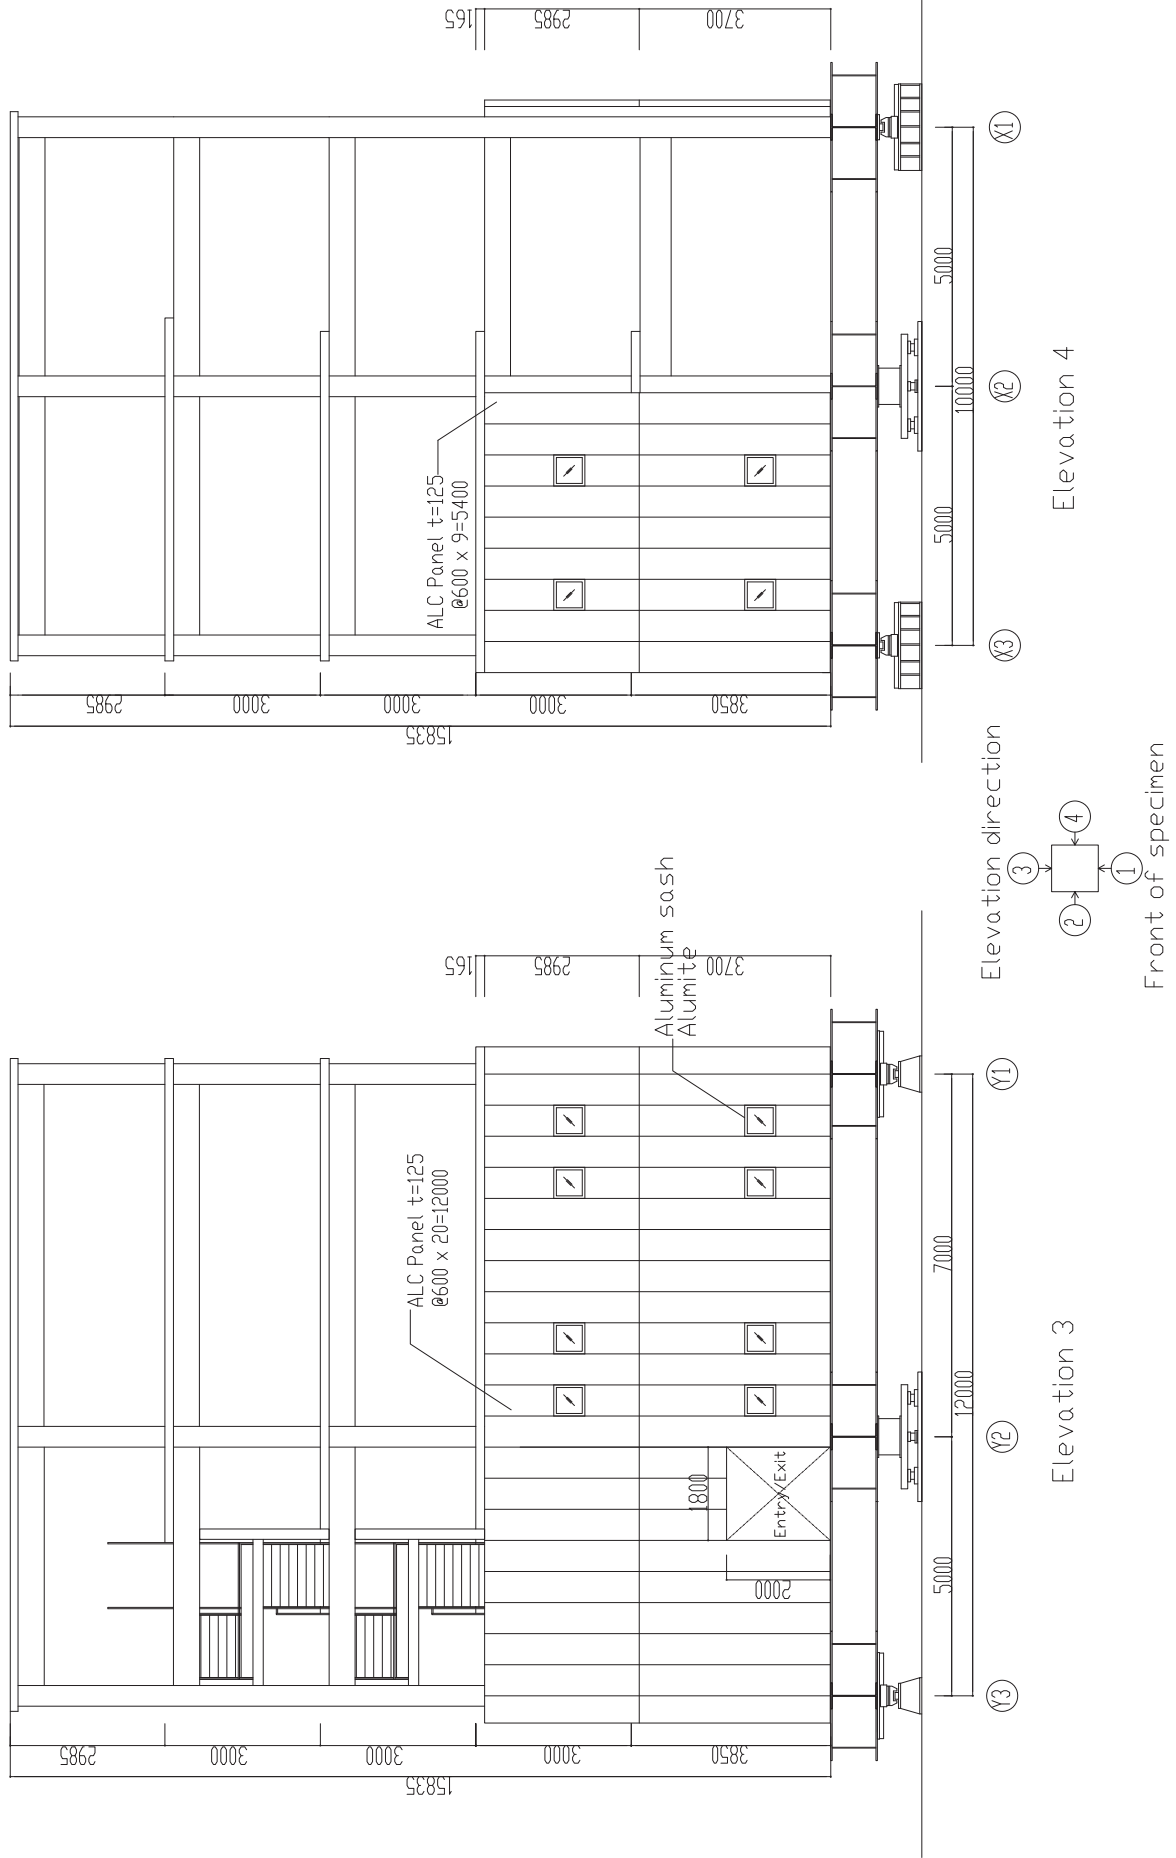 15835
2985
3000
3000
3000
3850
ALC Panel t=125
@600 x 20=12000
165
2985
3700
Aluminum sash
Alumite
1800
2000
Entry/Exit
5000
7000
12000
Y3
Y2
Y1
Elevation 3
Elevation direction
3
2
4
1
Front of specimen
15835
2985
3000
3000
3000
3850
ALC Panel t=125
@600 x 9=5400
165
2985
3700
5000
5000
10000
X3
X2
X1
Elevation 4